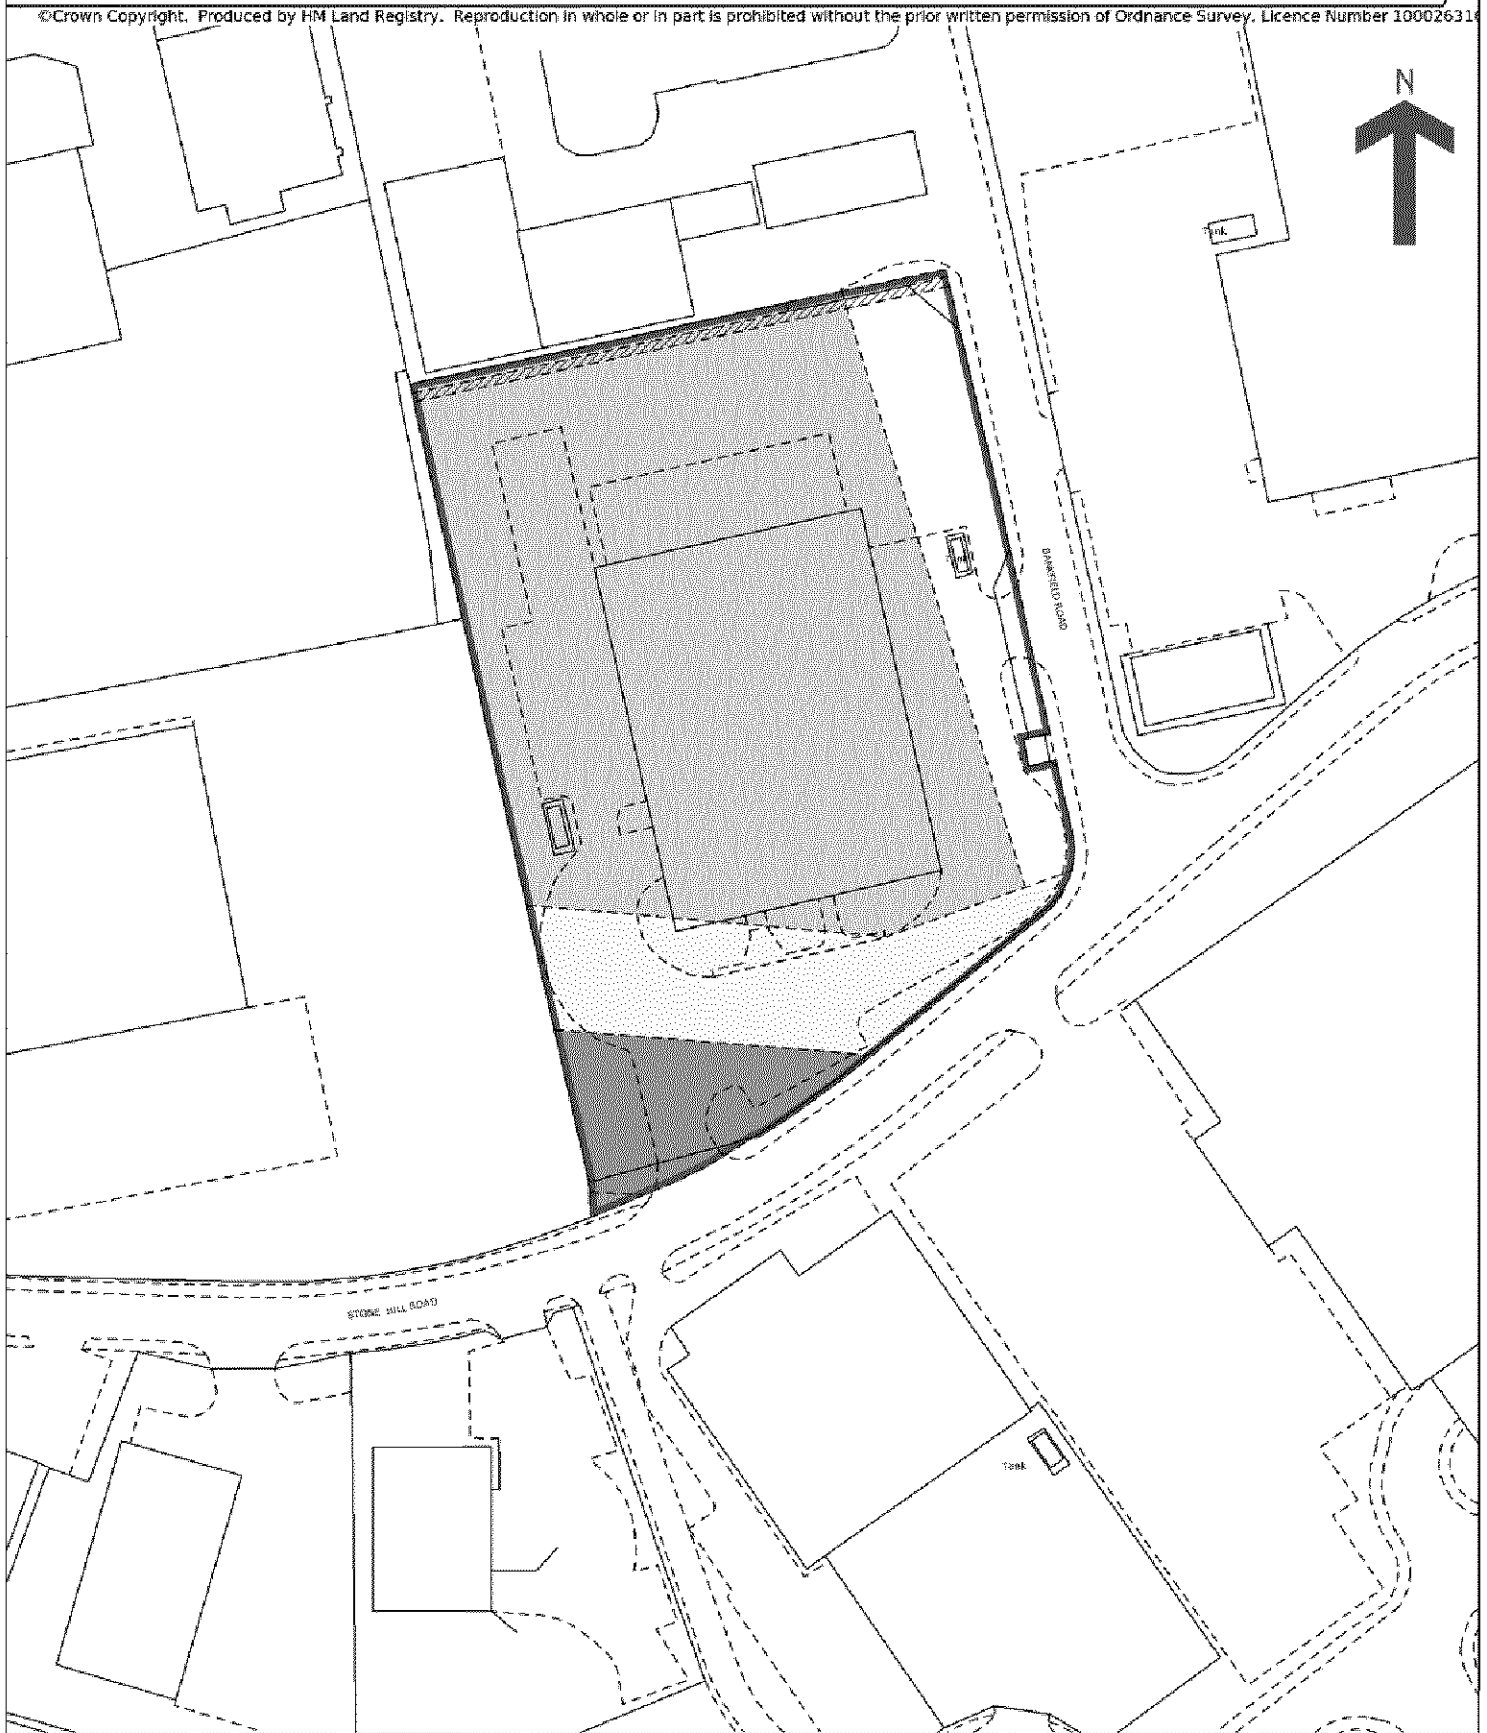 ©Crown Copyright. Produced by HM Land Registry. Reproduction in whole or in part is prohibited without the prior written permission of Ordnance Survey. Licence Number 100026316
N
Tank
BANKFIELD ROAD
STONE HILL ROAD
Tank